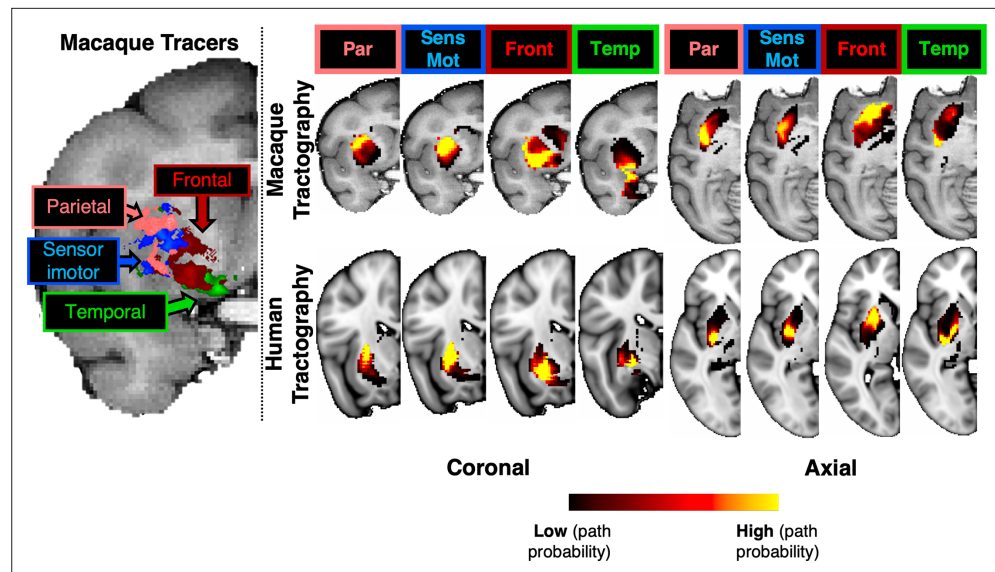 Macaque Tracers
Frontal
Parietal
Sensor
imotor
Temporal
Macaque
Tractography
Human
Tractography
Par
Sens
Mot
Front
Temp
Par
Sens
Mot
Front
Temp
Coronal
Axial
Low (path
probability)
High (path
probability)